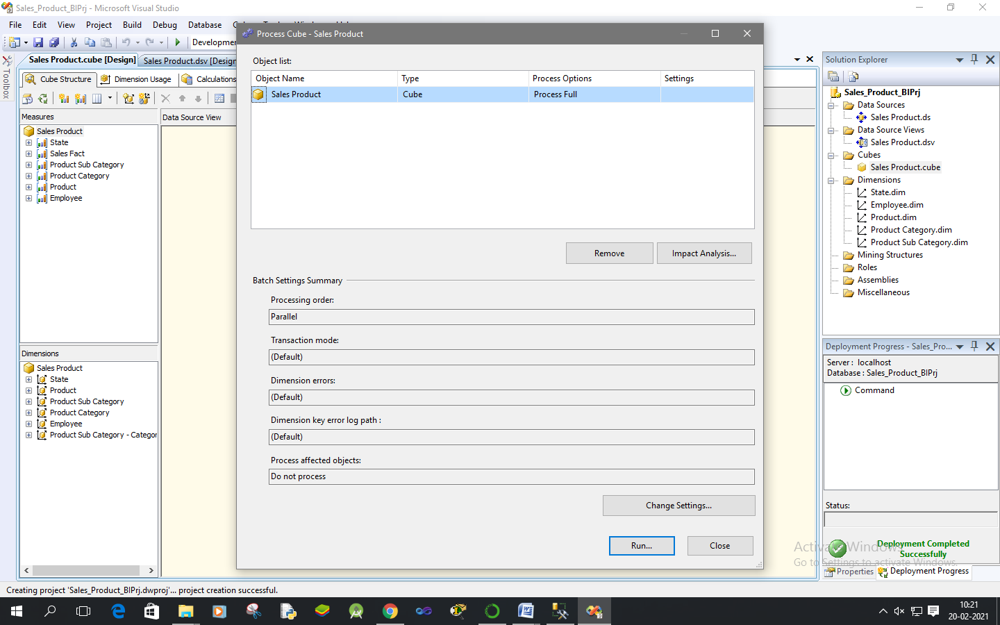 Sales_Product_BIPrj - Microsoft Visual Studio
File Edit View Project Build Debug Database
Developmen
Toolbox
Sales Product.cube [Design] Sales Product.dsv [Design
Cube Structure Dimension Usage Calculations
Measures
Sales Product
State
Sales Fact
Product Sub Category
Product Category
Product
Employee
Data Source View
Dimensions
Sales Product
State
Product
Product Sub Category
Product Category
Employee
Product Sub Category - Categor
Process Cube - Sales Product
Object list:
Object Name Type Process Options Settings
Sales Product Cube Process Full
Remove Impact Analysis...
Batch Settings Summary
Processing order:
Parallel
Transaction mode:
(Default)
Dimension errors:
(Default)
Dimension key error log path :
(Default)
Process affected objects:
Do not process
Change Settings...
Run... Close
Solution Explorer
Sales_Product_BIPrj
Data Sources
Sales Product.ds
Data Source Views
Sales Product.dsv
Cubes
Sales Product.cube
Dimensions
State.dim
Employee.dim
Product.dim
Product Category.dim
Product Sub Category.dim
Mining Structures
Roles
Assemblies
Miscellaneous
Deployment Progress - Sales_Pro...
Server : localhost
Database : Sales_Product_BIPrj
Command
Status:
Deployment Completed
Successfully
Activate Windows
Go to Settings to activate Windows.
Properties Deployment Progress
Creating project 'Sales_Product_BIPrj.dwproj'... project creation successful.
10:21
20-02-2021